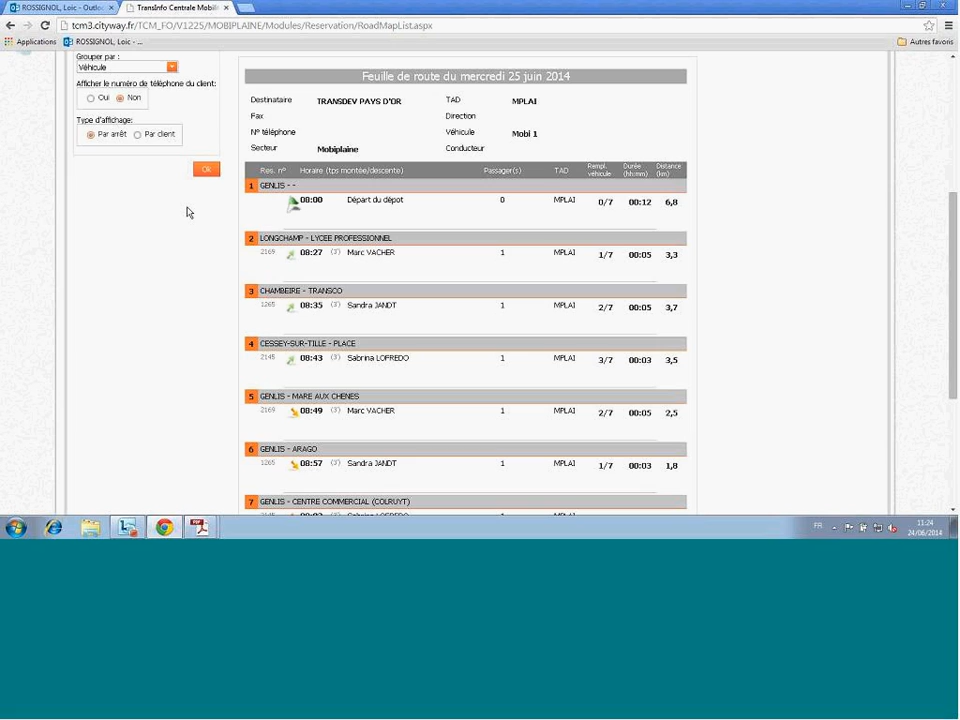 ROSSIGNOL, Loic - Outloo
TransInfo Centrale Mobil
tcm3.cityway.fr/TCM_FO/V1225/MOBIPLAINE/Modules/Reservation/RoadMapList.aspx
Applications ROSSIGNOL, Loic - ... Autres favoris
Grouper par :
Véhicule
Afficher le numéro de téléphone du client:
Oui Non
Type d'affichage:
Par arrêt Par client
Ok
Feuille de route du mercredi 25 juin 2014
Destinataire TRANSDEV PAYS D'OR TAD MPLAI
Fax Direction
N° téléphone Véhicule Mobi 1
Secteur Mobiplaine Conducteur
Res. n° Horaire (tps montée/descente) Passager(s) TAD Rempl. véhicule Durée (hh:mm) Distance (km)
1 GENLIS - -
08:00 Départ du dépot 0 MPLAI 0/7 00:12 6,8
2 LONGCHAMP - LYCEE PROFESSIONNEL
2169 08:27 (3') Marc VACHER 1 MPLAI 1/7 00:05 3,3
3 CHAMBEIRE - TRANSCO
1265 08:35 (3') Sandra JANDT 1 MPLAI 2/7 00:05 3,7
4 CESSEY-SUR-TILLE - PLACE
2145 08:43 (3') Sabrina LOFREDO 1 MPLAI 3/7 00:03 3,5
5 GENLIS - MARE AUX CHENES
2169 08:49 (3') Marc VACHER 1 MPLAI 2/7 00:05 2,5
6 GENLIS - ARAGO
1265 08:57 (3') Sandra JANDT 1 MPLAI 1/7 00:03 1,8
7 GENLIS - CENTRE COMMERCIAL (COLRUYT)
FR 11:24
24/06/2014